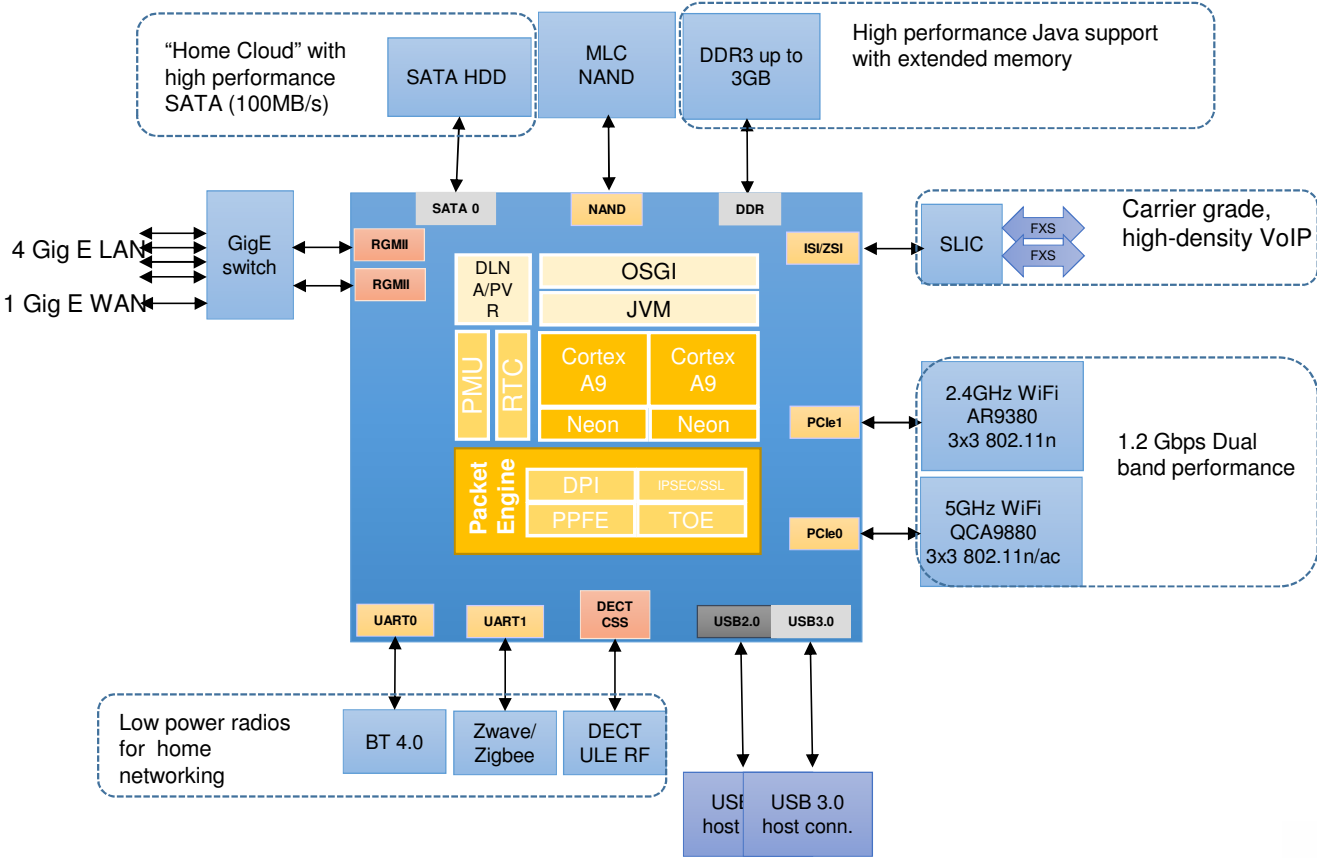 “Home Cloud” with
high performance
SATA (100MB/s)
SATA HDD
MLC
NAND
DDR3 up to
3GB
High performance Java support
with extended memory
SATA 0
NAND
DDR
4 Gig E LAN
1 Gig E WAN
GigE
switch
RGMII
RGMII
ISI/ZSI
SLIC
FXS
FXS
Carrier grade,
high-density VoIP
DLN
A/PV
R
OSGI
JVM
PMU
RTC
Cortex
A9
Cortex
A9
Neon
Neon
Packet
Engine
DPI
IPSEC/SSL
PPFE
TOE
PCIe1
2.4GHz WiFi
AR9380
3x3 802.11n
1.2 Gbps Dual
band performance
PCIe0
5GHz WiFi
QCA9880
3x3 802.11n/ac
UART0
UART1
DECT
CSS
USB2.0
USB3.0
Low power radios
for home
networking
BT 4.0
Zwave/
Zigbee
DECT
ULE RF
USB
host
USB 3.0
host conn.